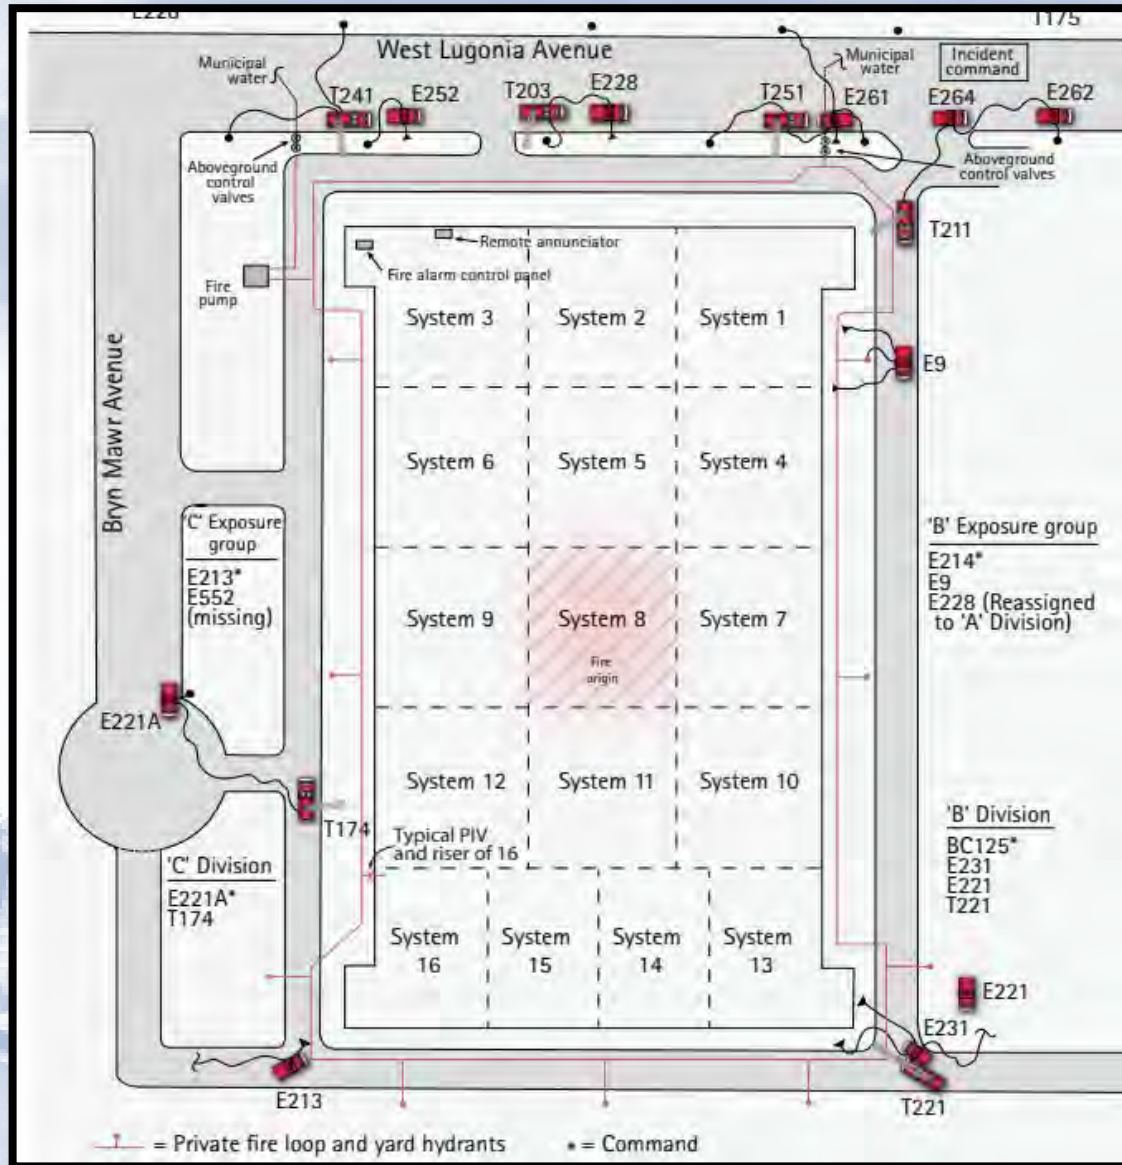 E228
T175
West Lugonia Avenue
Municipal
water
Municipal
water
Incident
command
T241
E252
T203
E228
T251
E261
E264
E262
Aboveground
control
valves
Aboveground
control valves
T211
Remote annunciator
Fire alarm control panel
Fire
pump
System 3
System 2
System 1
E9
Bryn Mawr Avenue
System 6
System 5
System 4
'C' Exposure
group
E213*
E552
(missing)
'B' Exposure group
E214*
E9
E228 (Reassigned
to 'A' Division)
System 9
System 8
System 7
Fire
origin
E221A
System 12
System 11
System 10
T174
Typical PIV
and riser of 16
'C' Division
E221A*
T174
'B' Division
BC125*
E231
E221
T221
System
16
System
15
System
14
System
13
E221
E231
E213
T221
= Private fire loop and yard hydrants
* = Command